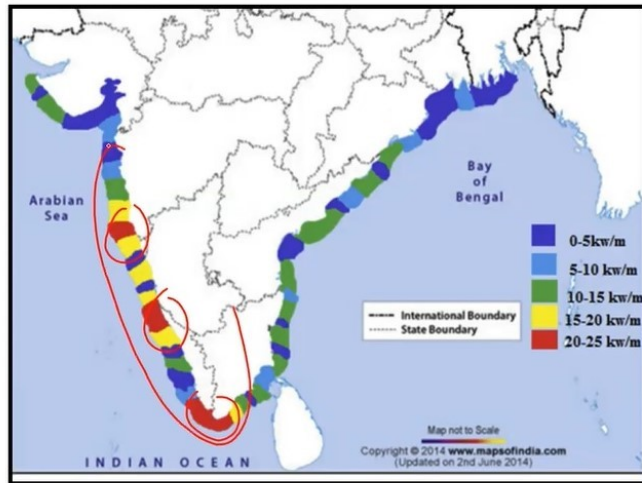 Arabian
Sea
Bay
of
Bengal
0-5kw/m
5-10 kw/m
10-15 kw/m
15-20 kw/m
20-25 kw/m
International Boundary
State Boundary
Map not to Scale
Copyright © 2014 www.mapsofindia.com
(Updated on 2nd June 2014)
INDIAN OCEAN